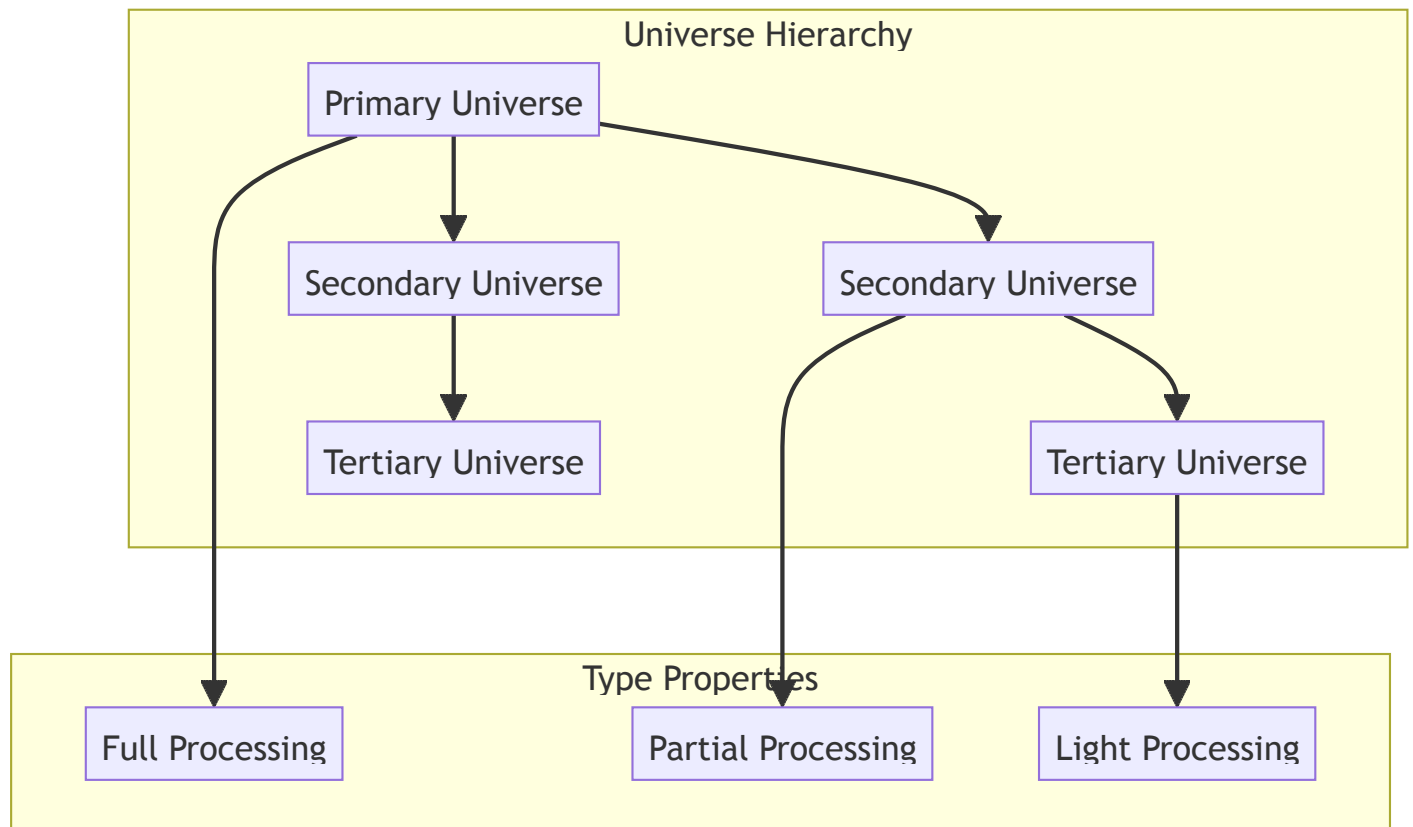 Universe Hierarchy
Primary Universe
Secondary Universe
Secondary Universe
Tertiary Universe
Tertiary Universe
Type Properties
Full Processing
Partial Processing
Light Processing